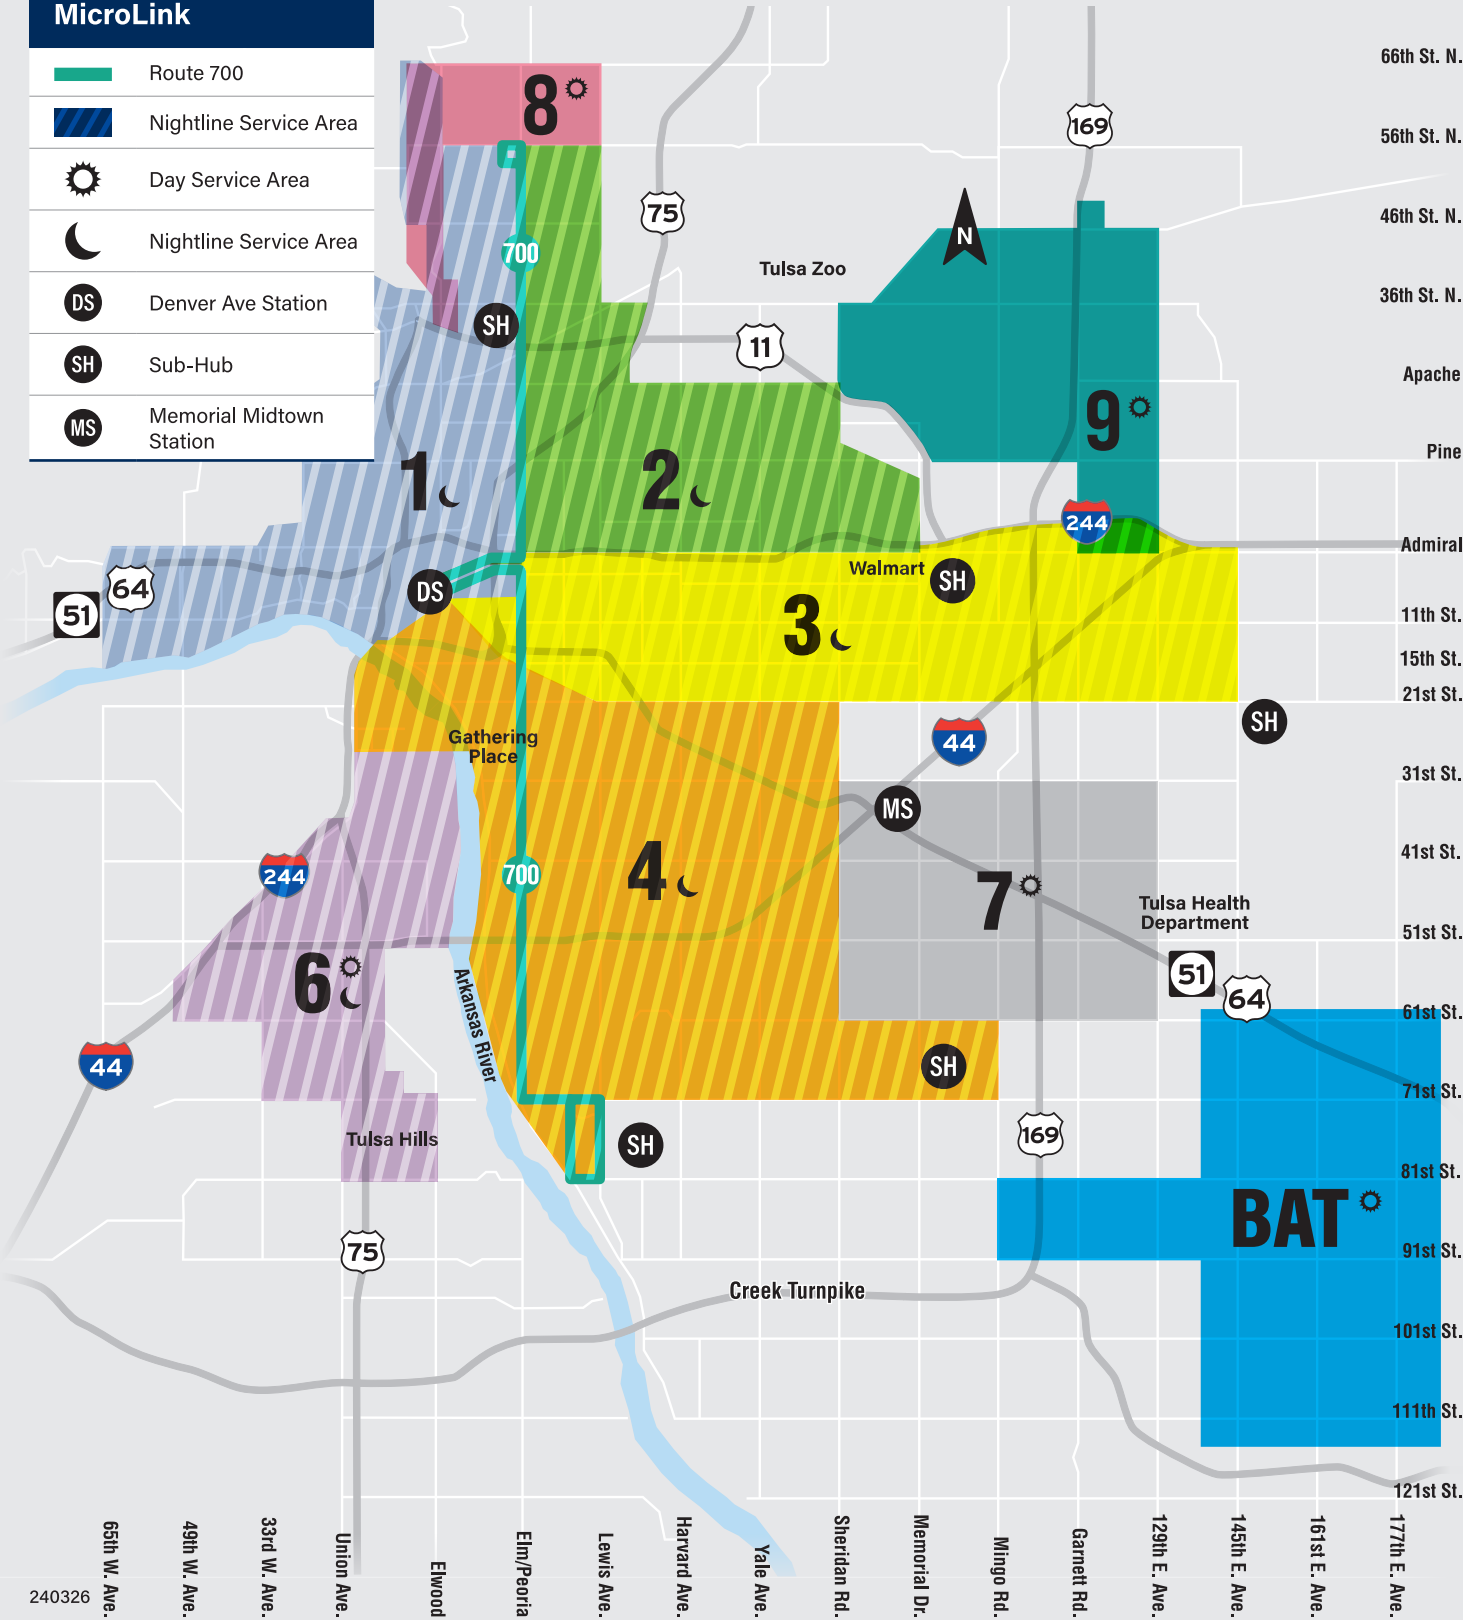 MicroLink
Route 700
Nightline Service Area
Day Service Area
Nightline Service Area
DS Denver Ave Station
SH Sub-Hub
MS Memorial Midtown
Station
66th St. N.
8
169
56th St. N.
75
46th St. N.
N
700
Tulsa Zoo
36th St. N.
SH
11
Apache
9
Pine
1
2
244
Admiral
Walmart
SH
64
DS
51
11th St.
3
15th St.
21st St.
SH
Gathering
Place
44
31st St.
MS
41st St.
244
700
4
7
Tulsa Health
Department
51st St.
6
51
64
Arkansas River
61st St.
44
SH
71st St.
Tulsa Hills
SH
169
81st St.
BAT
75
91st St.
Creek Turnpike
101st St.
111th St.
121st St.
65th W. Ave.
49th W. Ave.
33rd W. Ave.
Union Ave.
Elwood
Elm/Peoria
Lewis Ave.
Harvard Ave.
Yale Ave.
Sheridan Rd.
Memorial Dr.
Mingo Rd.
Garnett Rd.
129th E. Ave.
145th E. Ave.
161st E. Ave.
177th E. Ave.
240326